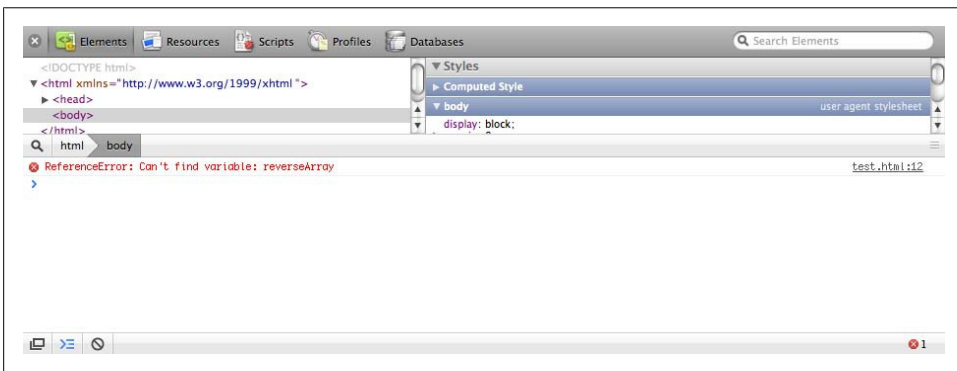 Elements Resources Scripts Profiles Databases Search Elements
<!DOCTYPE html>
<html xmlns="http://www.w3.org/1999/xhtml">
<head>
<body>
</html>
Styles
Computed Style
body user agent stylesheet
display: block;
html body
ReferenceError: Can't find variable: reverseArray test.html:12
>
1